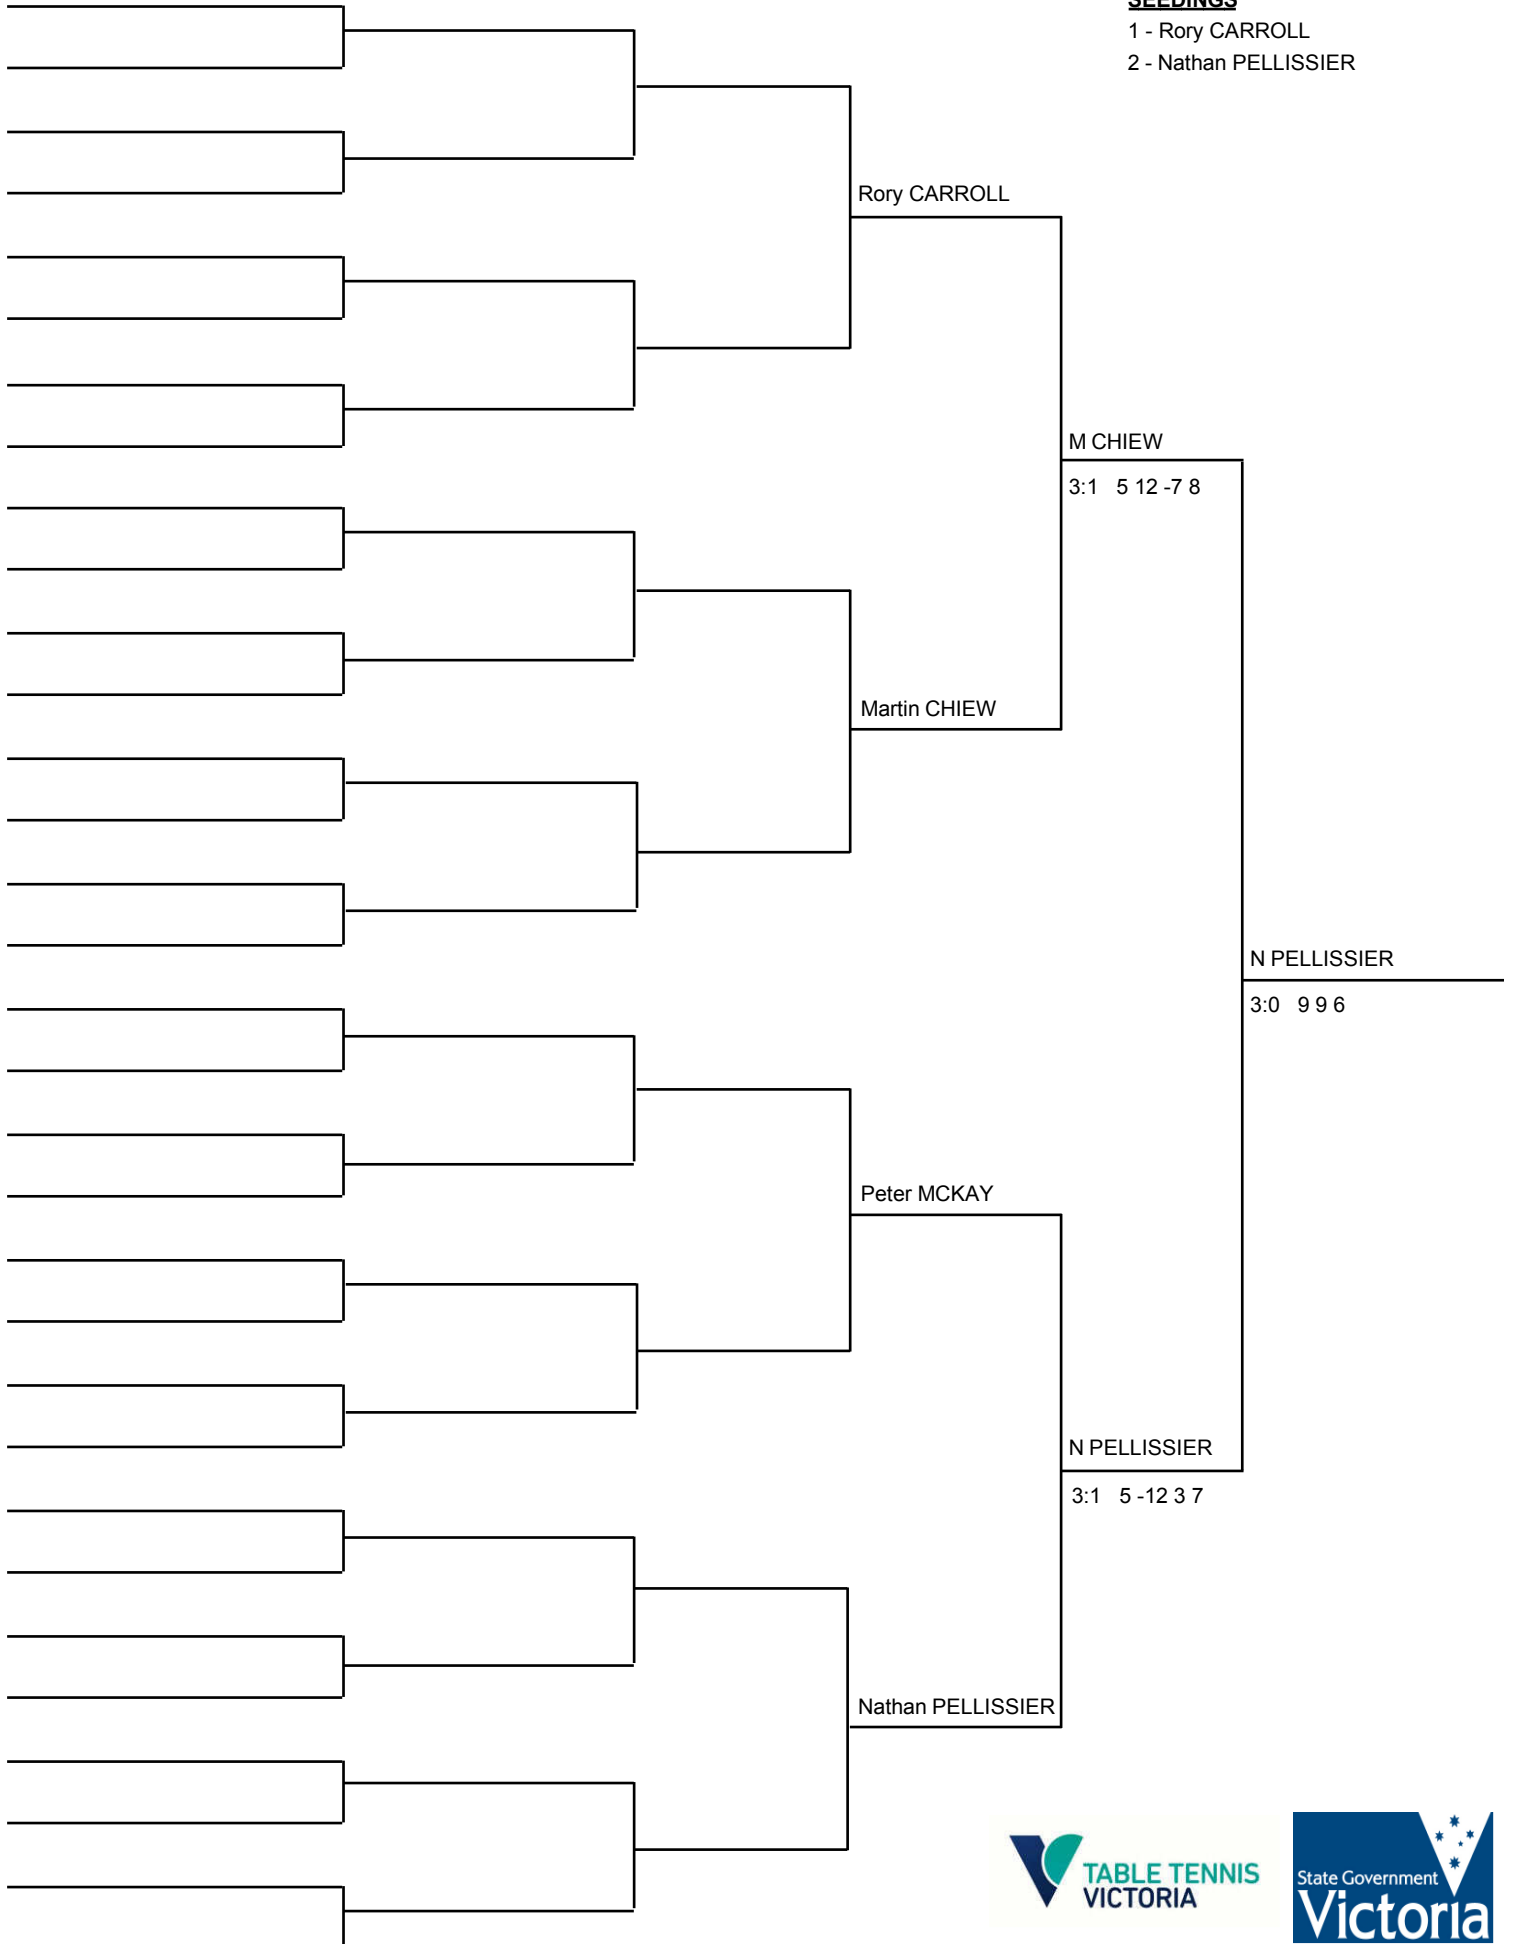 SEEDINGS
1 - Rory CARROLL
2 - Nathan PELLISSIER
Rory CARROLL
M CHIEW
3:1 5 12 -7 8
Martin CHIEW
N PELLISSIER
3:0 9 9 6
Peter MCKAY
N PELLISSIER
3:1 5 -12 3 7
Nathan PELLISSIER
TABLE TENNIS
VICTORIA
State Government
Victoria